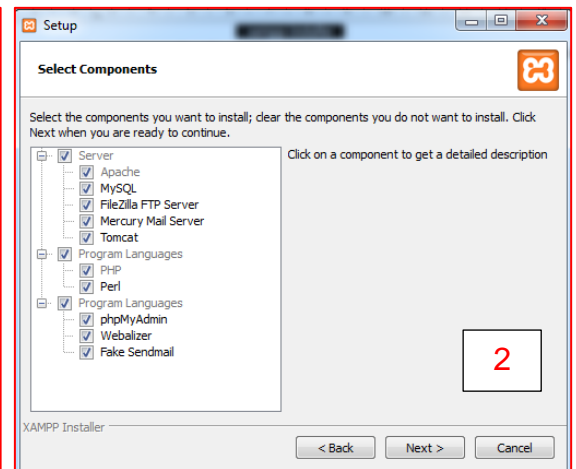 Setup
Select Components
Select the components you want to install; clear the components you do not want to install. Click
Next when you are ready to continue.
Server
Apache
MySQL
FileZilla FTP Server
Mercury Mail Server
Tomcat
Program Languages
PHP
Perl
Program Languages
phpMyAdmin
Webalizer
Fake Sendmail
Click on a component to get a detailed description
2
XAMPP Installer
< Back
Next >
Cancel